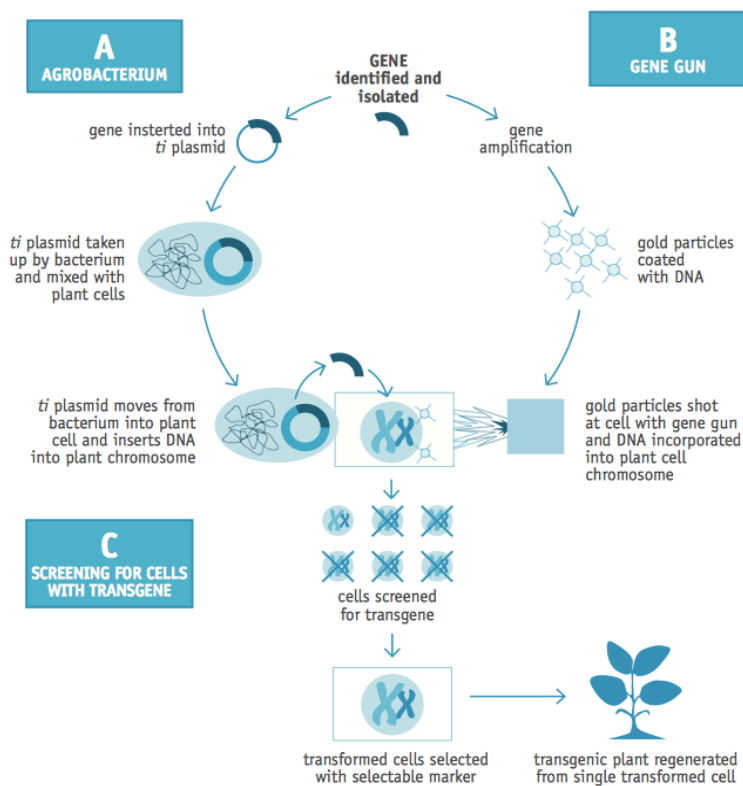 A
AGROBACTERIUM
GENE
identified and
isolated
B
GENE GUN
gene insterted into
ti plasmid
gene
amplification
ti plasmid taken
up by bacterium
and mixed with
plant cells
gold particles
coated
with DNA
ti plasmid moves from
bacterium into plant
cell and inserts DNA
into plant chromosome
gold particles shot
at cell with gene gun
and DNA incorporated
into plant cell
chromosome
C
SCREENING FOR CELLS
WITH TRANSGENE
cells screened
for transgene
transformed cells selected
with selectable marker
transgenic plant regenerated
from single transformed cell